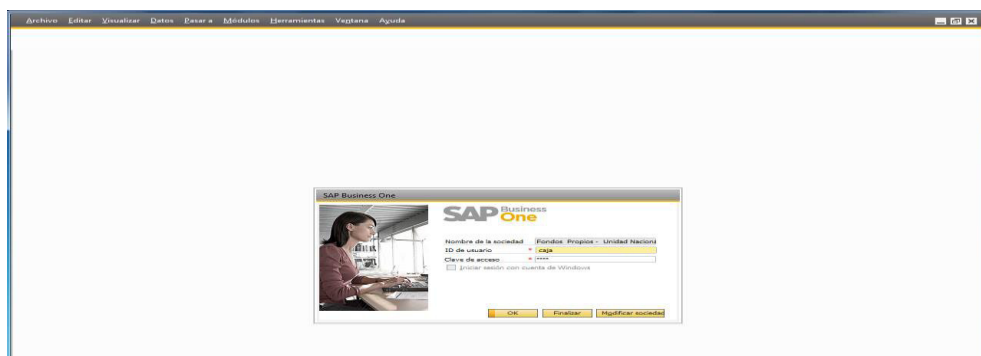 Archivo Editar Visualizar Datos Pasar a Módulos Herramientas Ventana Ayuda
SAP Business One
SAP Business One
Nombre de la sociedad Fondos Propios - Unidad Nacional
ID de usuario * caja
Clave de acceso * ****
Iniciar sesión con cuenta de Windows
OK Finalizar Modificar sociedad